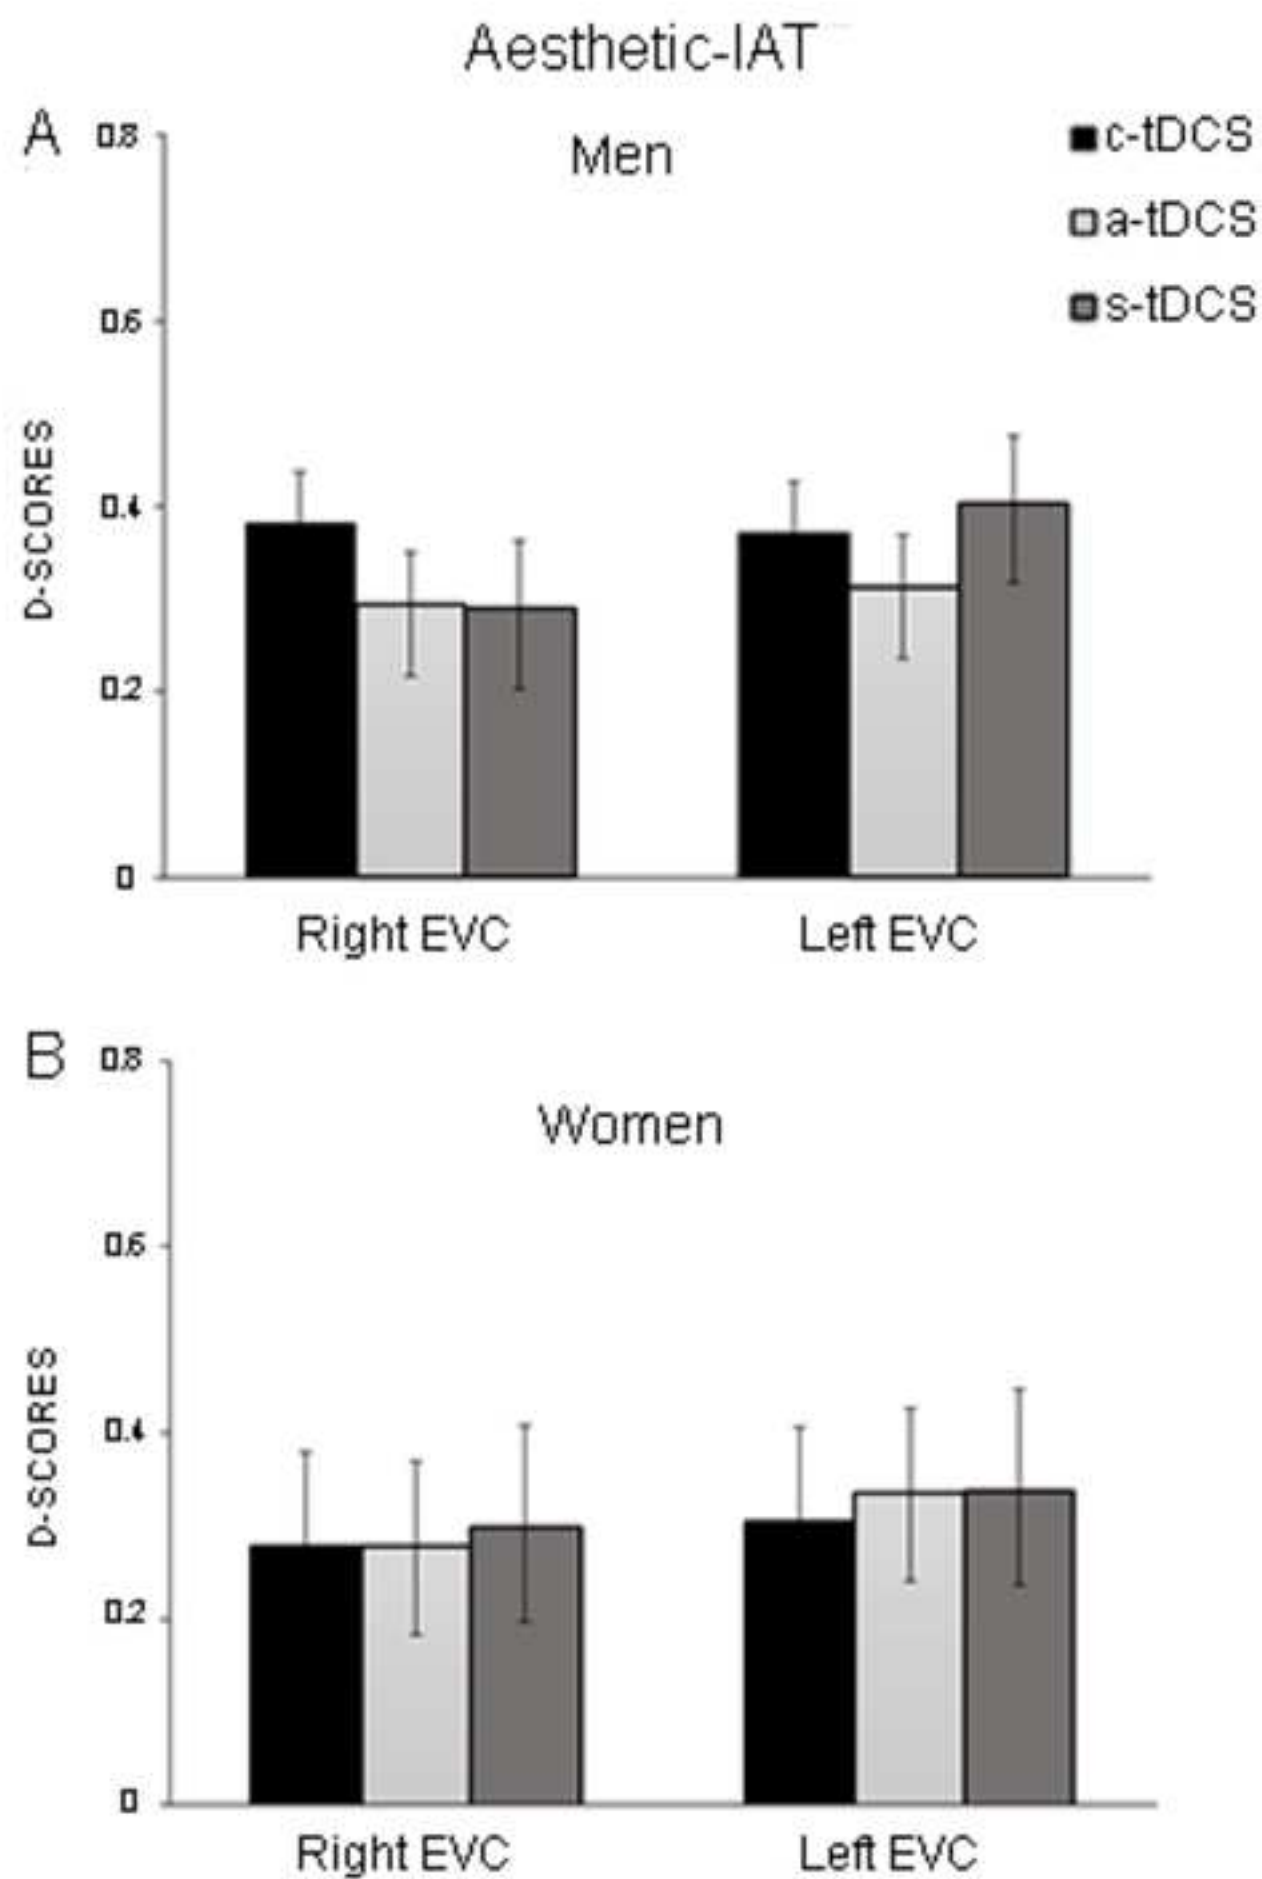 Aesthetic-IAT
A
Men
c-tDCS
a-tDCS
s-tDCS
0.8
0.6
0.4
0.2
0
D-SCORES
Right EVC
Left EVC
B
Women
0.8
0.6
0.4
0.2
0
D-SCORES
Right EVC
Left EVC